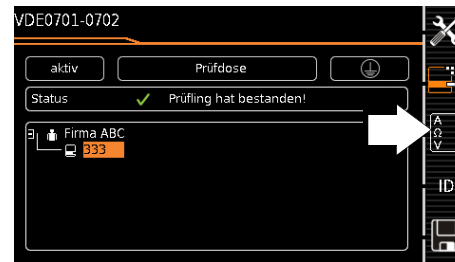 VDE0701-0702
aktiv Prüfdose
Status ✓ Prüfling hat bestanden!
Firma ABC
333
A
Ω
V
ID